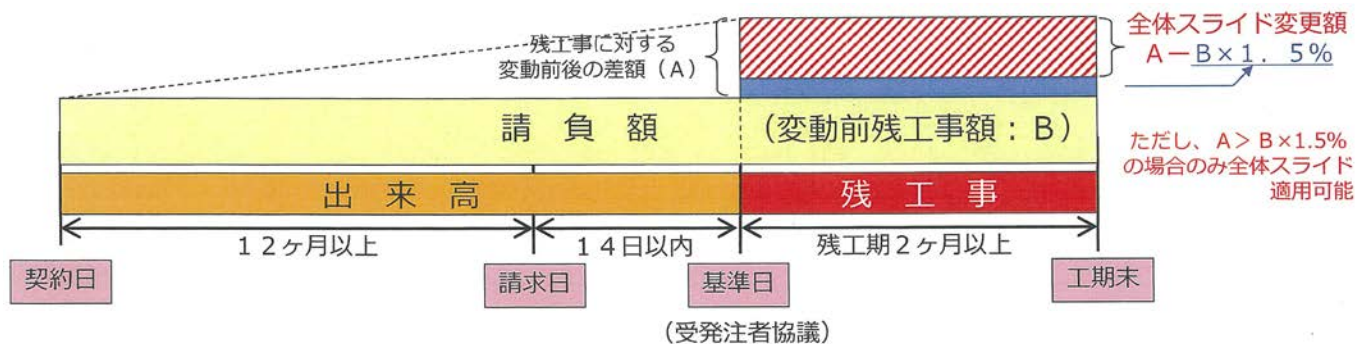 残工事に対する
変動前後の差額（A）
全体スライド変更額
A－B×１．５%
請　負　額　（変動前残工事額：B）
ただし、A＞B×1.5%
の場合のみ全体スライド
適用可能
出　来　高
残　工　事
１２ヶ月以上
１４日以内
残工期２ヶ月以上
契約日
請求日
基準日
工期末
（受発注者協議）